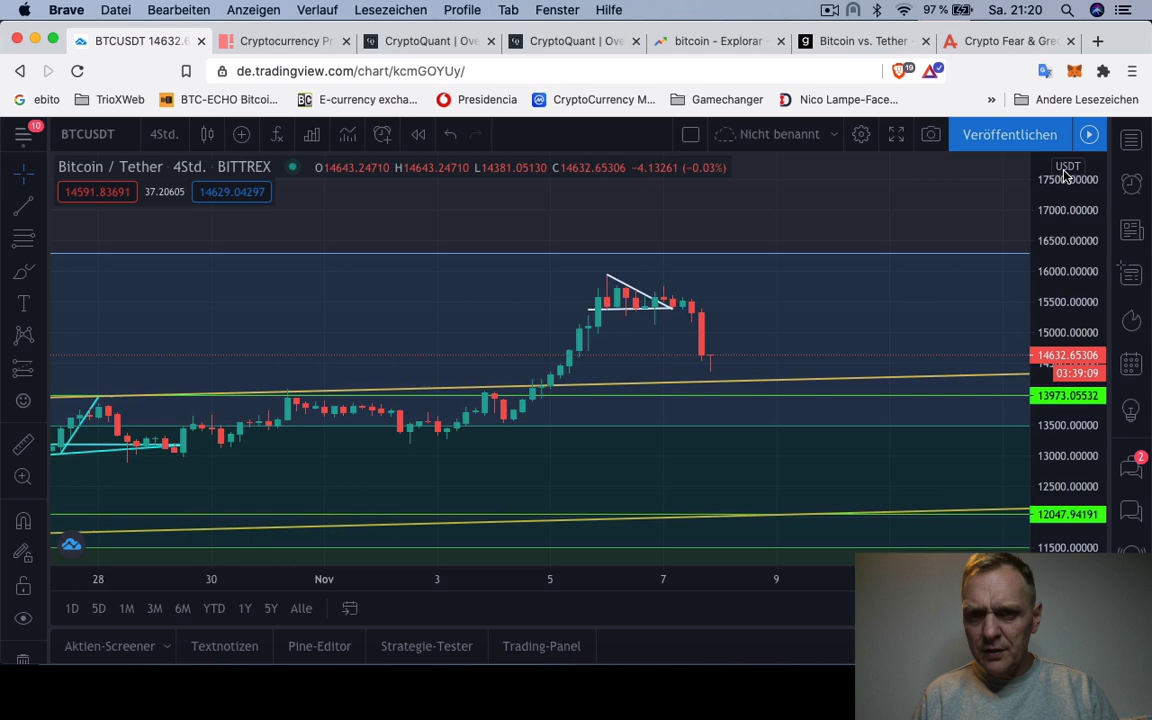 Brave Datei Bearbeiten Anzeigen Verlauf Lesezeichen Profile Tab Fenster Hilfe 97 % Sa. 21:20
BTCUSDT 14632.6 Cryptocurrency Pr CryptoQuant | Ove CryptoQuant | Ove bitcoin - Explorar Bitcoin vs. Tether Crypto Fear & Gre
de.tradingview.com/chart/kcmGOYUy/ 19
ebito TrioXWeb BTC-ECHO Bitcoi... E-currency excha... Presidencia CryptoCurrency M... Gamechanger Nico Lampe-Face... » Andere Lesezeichen
10 BTCUSDT 4Std. Nicht benannt Veröffentlichen
Bitcoin / Tether · 4Std. · BITTREX O14643.24710 H14643.24710 L14381.05130 C14632.65306 −4.13261 (−0.03%) USDT
17500.00000
14591.83691 37.20605 14629.04297
17000.00000
16500.00000
16000.00000
15500.00000
15000.00000
14632.65306
03:39:09
13973.05532
13500.00000
13000.00000
2
12500.00000
12047.94191
11500.00000
28 30 Nov 3 5 7 9
1D 5D 1M 3M 6M YTD 1Y 5Y Alle
Aktien-Screener Textnotizen Pine-Editor Strategie-Tester Trading-Panel